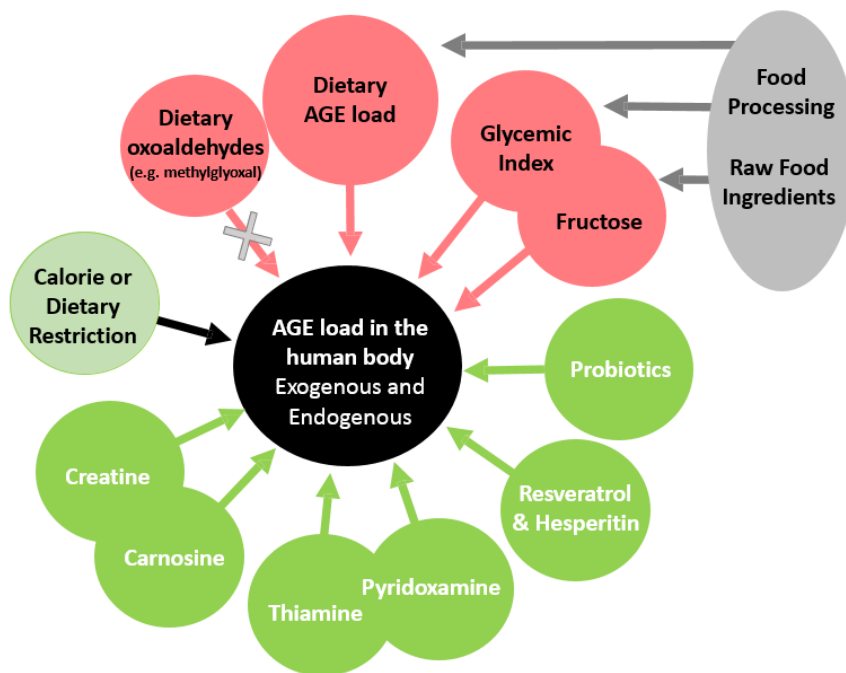 Dietary
AGE load
Food
Processing
Raw Food
Ingredients
Dietary
oxoaldehydes
(e.g. methylglyoxal)
Glycemic
Index
Fructose
Calorie or
Dietary
Restriction
AGE load in the
human body
Exogenous and
Endogenous
Probiotics
Creatine
Carnosine
Resveratrol
& Hesperitin
Thiamine
Pyridoxamine